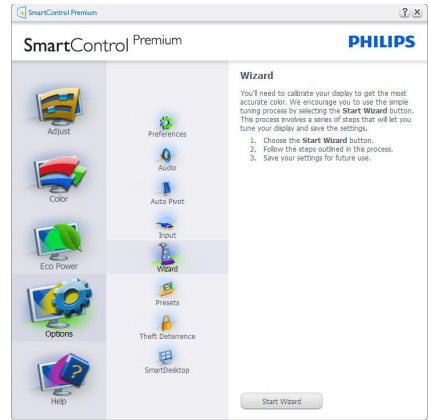 SmartControl Premium
SmartControl Premium
PHILIPS
Adjust
Color
Eco Power
Options
Help
Preferences
Audio
Auto Pivot
Input
Wizard
Presets
Theft Deterrence
SmartDesktop
Wizard
You'll need to calibrate your display to get the most
accurate color. We encourage you to use the simple
tuning process by selecting the Start Wizard button.
This process involves a series of steps that will let you
tune your display and save the settings.
1. Choose the Start Wizard button.
2. Follow the steps outlined in this process.
3. Save your settings for future use.
Start Wizard